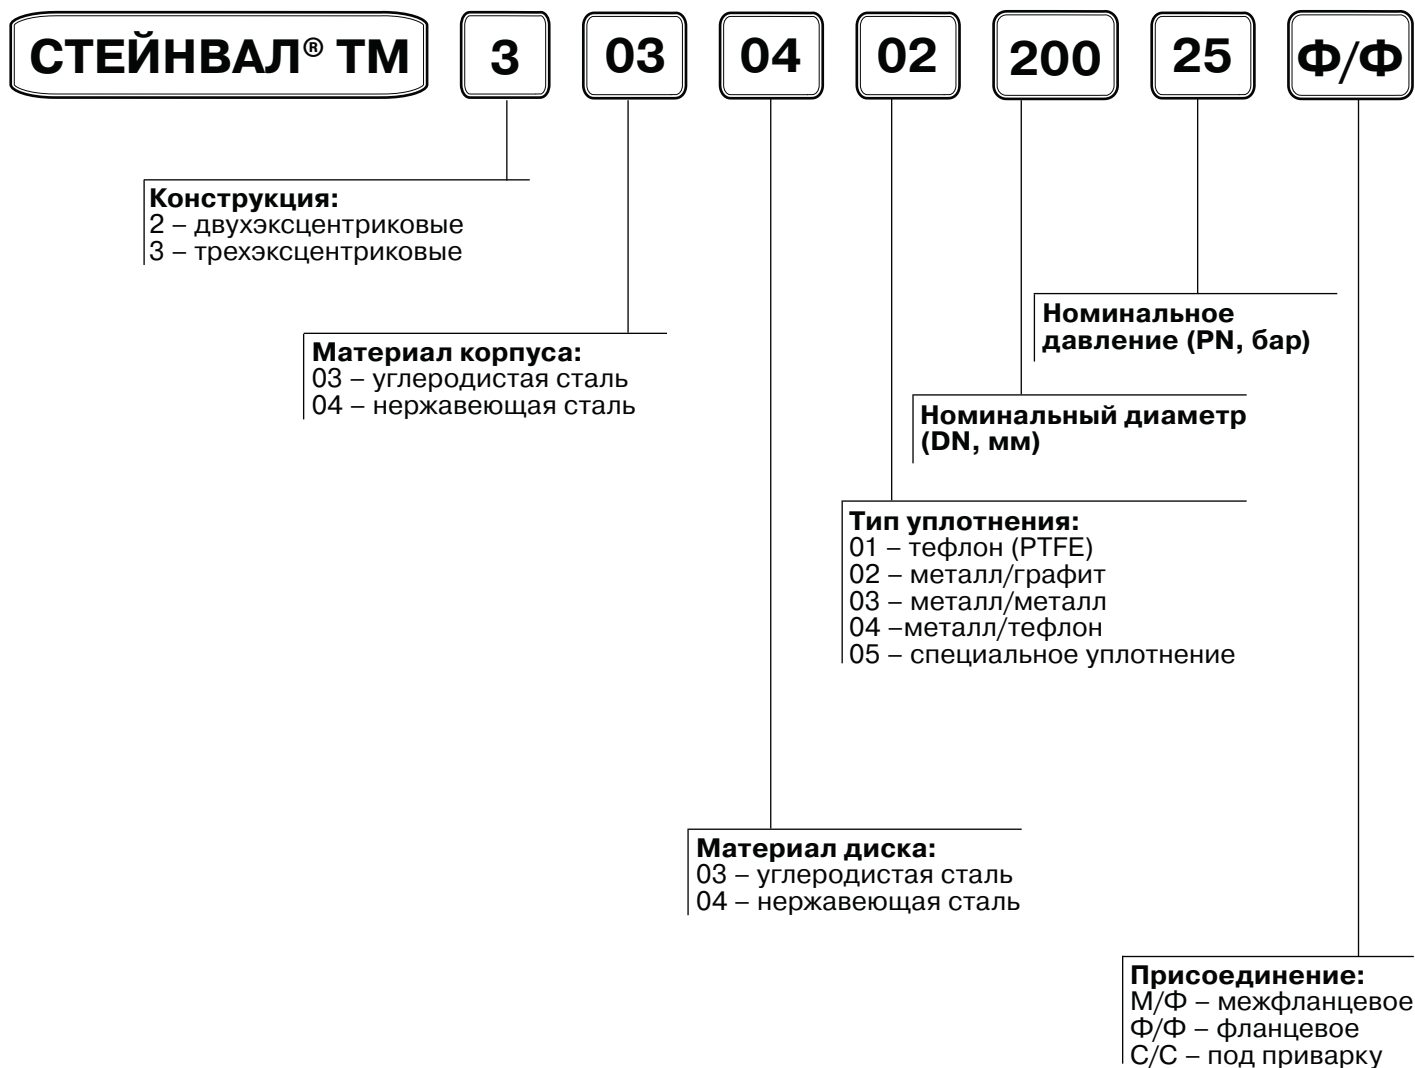 СТЕЙНВАЛ® ТМ 3 03 04 02 200 25 Ф/Ф
Конструкция:
2 – двухэксцентриковые
3 – трехэксцентриковые
Номинальное
давление (PN, бар)
Материал корпуса:
03 – углеродистая сталь
04 – нержавеющая сталь
Номинальный диаметр
(DN, мм)
Тип уплотнения:
01 – тефлон (PTFE)
02 – металл/графит
03 – металл/металл
04 –металл/тефлон
05 – специальное уплотнение
Материал диска:
03 – углеродистая сталь
04 – нержавеющая сталь
Присоединение:
М/Ф – межфланцевое
Ф/Ф – фланцевое
С/С – под приварку